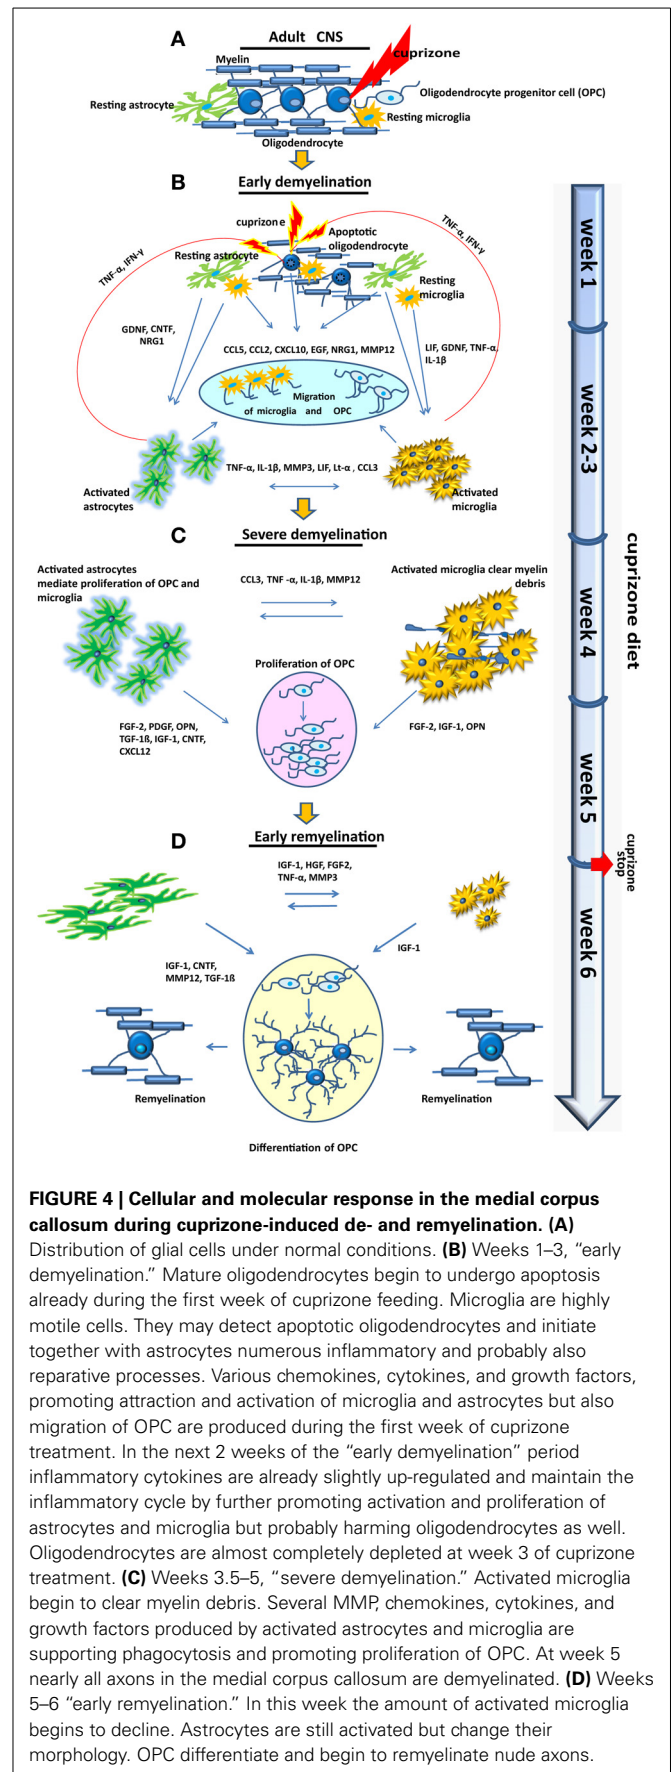 A
Adult CNS
cuprizone
Myelin
Resting astrocyte
Oligodendrocyte progenitor cell (OPC)
Resting microglia
Oligodendrocyte
B
Early demyelination
cuprizone
Apoptotic
oligodendrocyte
Resting astrocyte
TNF-α, IFN-γ
TNF-α, IFN-γ
Resting
microglia
GDNF, CNTF,
NRG1
LIF, GDNF, TNF-α,
IL-1β
CCL5, CCL2, CXCL10, EGF, NRG1, MMP12
Migration
of microglia and OPC
TNF-α, IL-1β, MMP3, LIF, Lt-α , CCL3
Activated
astrocytes
Activated
microglia
C
Severe demyelination
Activated astrocytes
mediate proliferation of OPC and
microglia
CCL3, TNF -α, IL-1β, MMP12
Activated microglia clear myelin
debris
Proliferation of OPC
FGF-2, PDGF, OPN,
TGF-1ß, IGF-1, CNTF,
CXCL12
FGF-2, IGF-1, OPN
D
Early remyelination
IGF-1, HGF, FGF2,
TNF-α, MMP3
IGF-1, CNTF,
MMP12, TGF-1ß
IGF-1
Remyelination
Remyelination
Differentiation of OPC
week 1
week 2-3
week 4
week 5
week 6
cuprizone diet
cuprizone
stop
FIGURE 4 | Cellular and molecular response in the medial corpus
callosum during cuprizone-induced de- and remyelination. (A)
Distribution of glial cells under normal conditions. (B) Weeks 1–3, “early
demyelination.” Mature oligodendrocytes begin to undergo apoptosis
already during the first week of cuprizone feeding. Microglia are highly
motile cells. They may detect apoptotic oligodendrocytes and initiate
together with astrocytes numerous inflammatory and probably also
reparative processes. Various chemokines, cytokines, and growth factors,
promoting attraction and activation of microglia and astrocytes but also
migration of OPC are produced during the first week of cuprizone
treatment. In the next 2 weeks of the “early demyelination” period
inflammatory cytokines are already slightly up-regulated and maintain the
inflammatory cycle by further promoting activation and proliferation of
astrocytes and microglia but probably harming oligodendrocytes as well.
Oligodendrocytes are almost completely depleted at week 3 of cuprizone
treatment. (C) Weeks 3.5–5, “severe demyelination.” Activated microglia
begin to clear myelin debris. Several MMP, chemokines, cytokines, and
growth factors produced by activated astrocytes and microglia are
supporting phagocytosis and promoting proliferation of OPC. At week 5
nearly all axons in the medial corpus callosum are demyelinated. (D) Weeks
5–6 “early remyelination.” In this week the amount of activated microglia
begins to decline. Astrocytes are still activated but change their
morphology. OPC differentiate and begin to remyelinate nude axons.